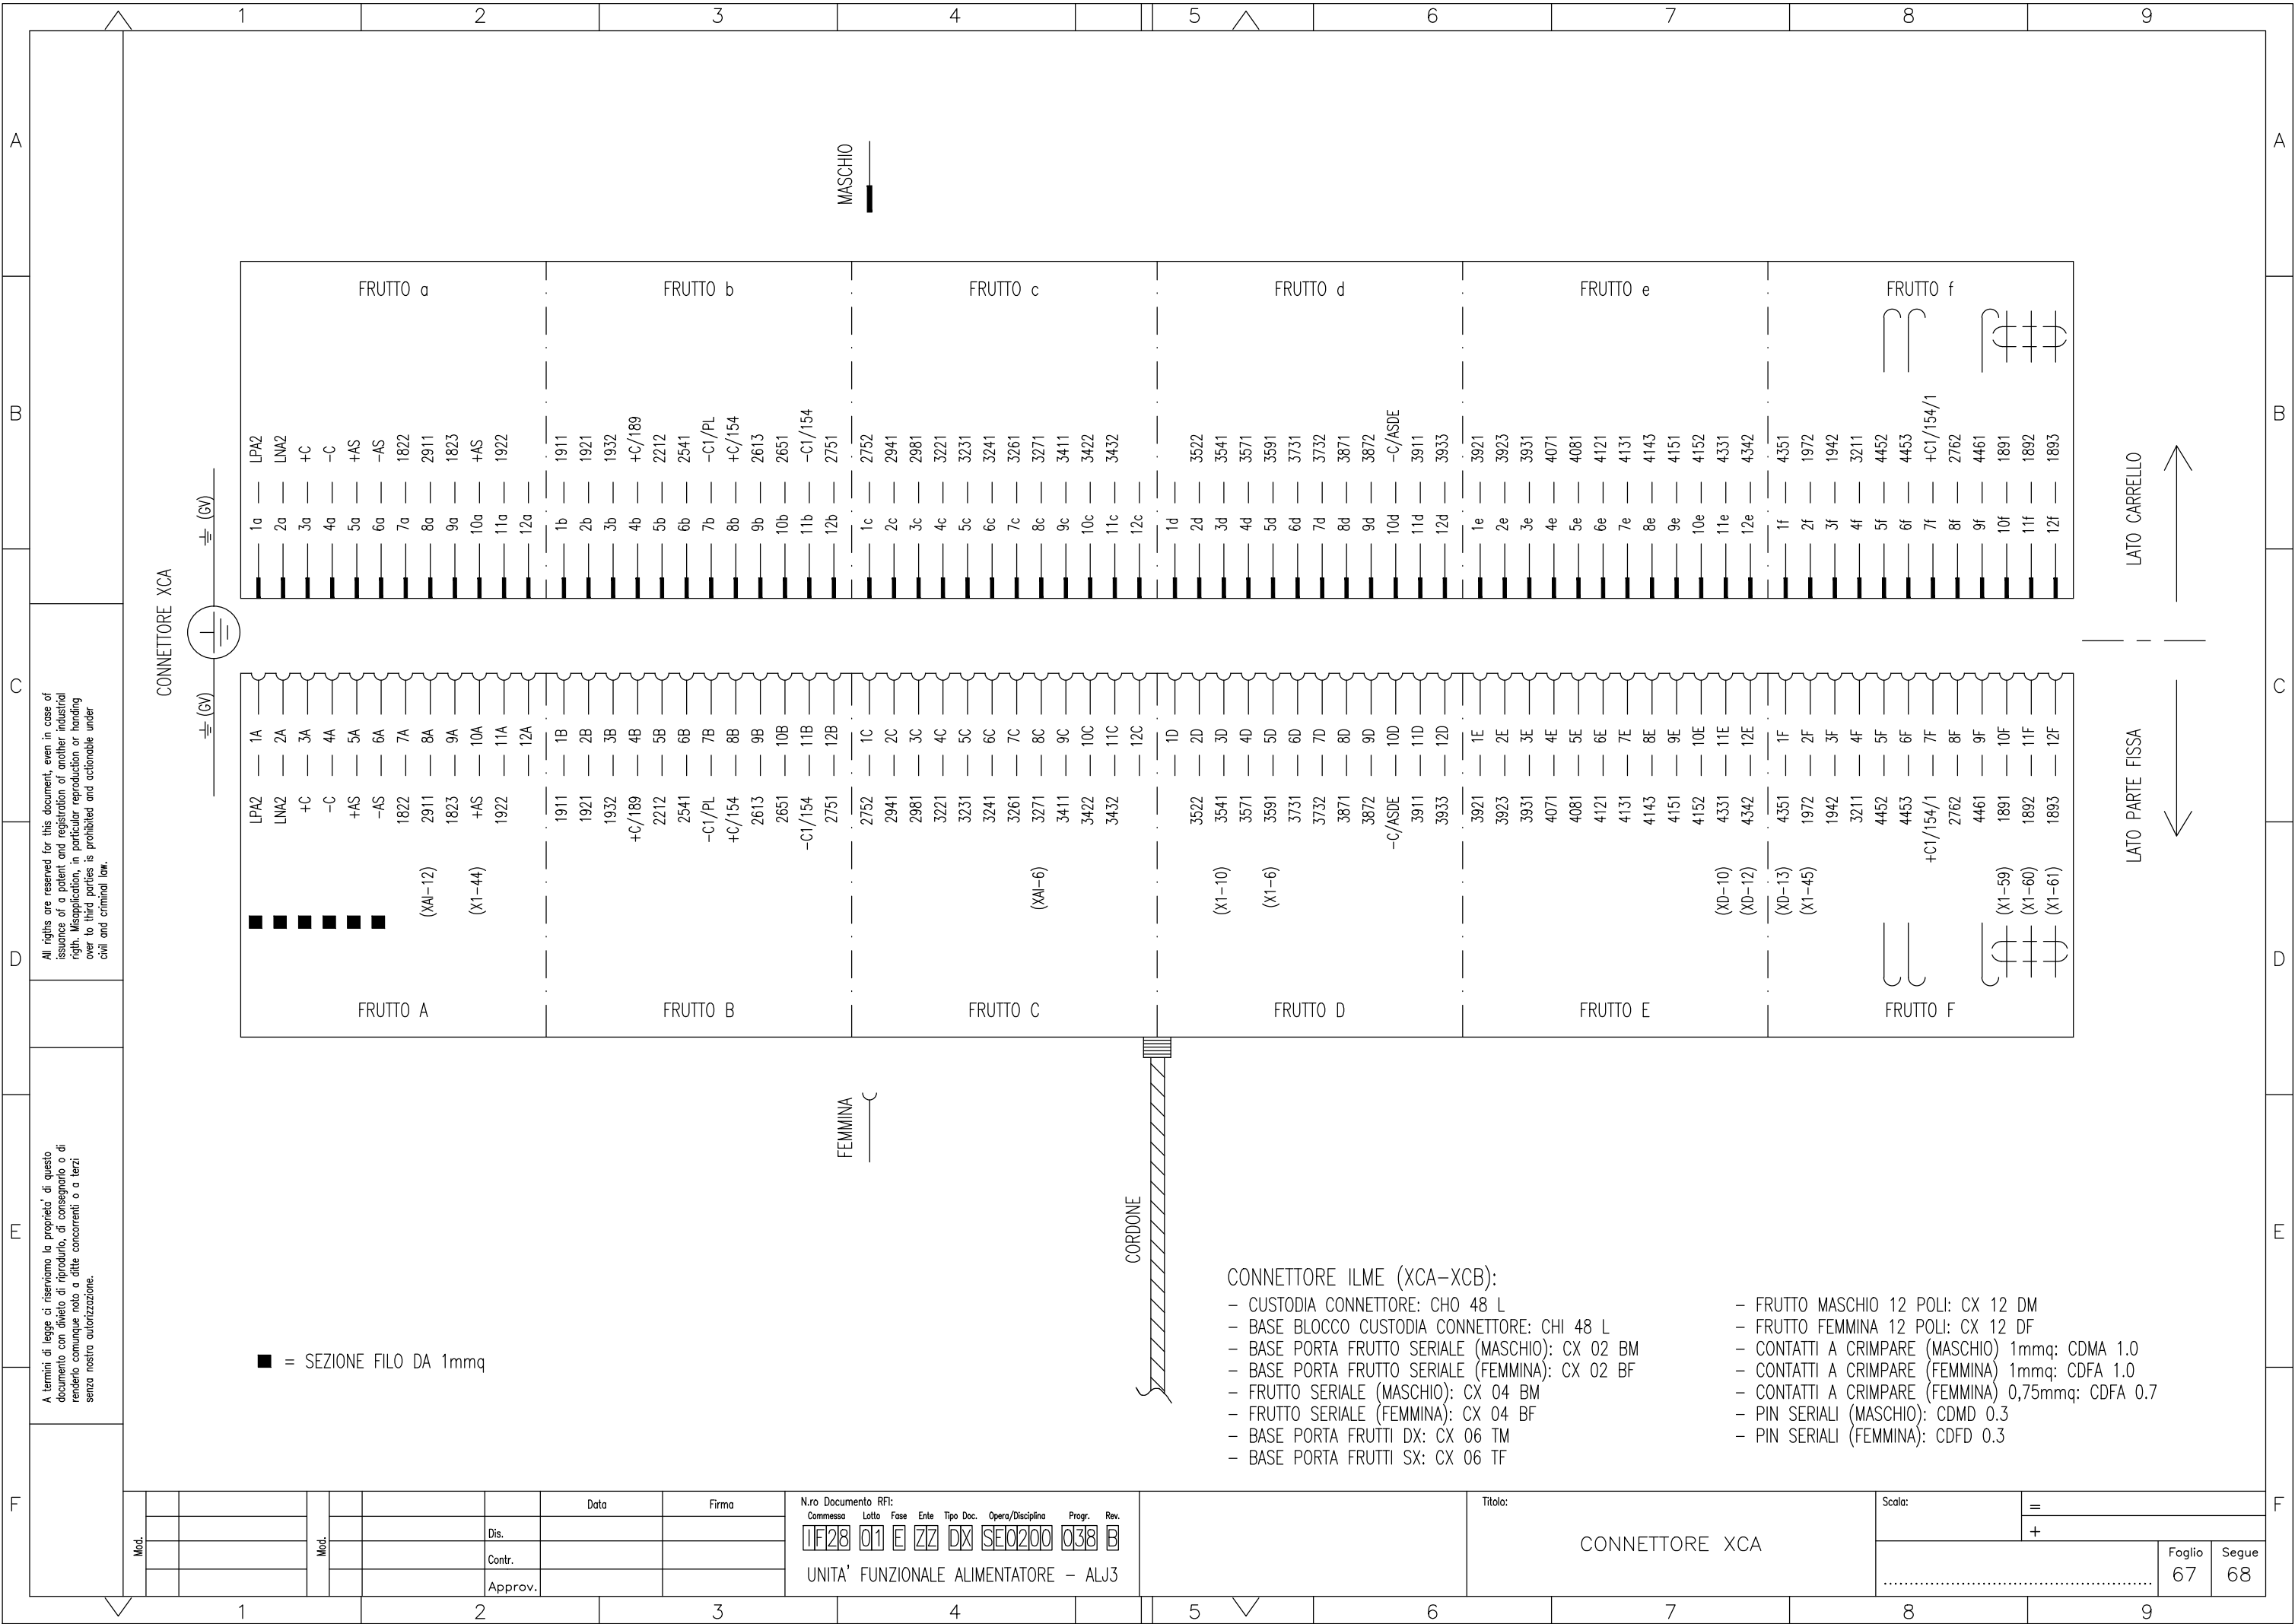 1 2 3 4 5 6 7 8 9
A A
MASCHIO
FRUTTO a FRUTTO b FRUTTO c FRUTTO d FRUTTO e FRUTTO f
B B
LPA2 LNA2 +C -C +AS -AS 1822 2911 1823 +AS 1922
1911 1921 1932 +C/189 2212 2541 -C1/PL +C/154 2613 2651 -C1/154 2751
2752 2941 2981 3221 3231 3241 3261 3271 3411 3422 3432
3522 3541 3571 3591 3731 3732 3871 3872 -C/ASDE 3911 3933
3921 3923 3931 4071 4081 4121 4131 4143 4151 4152 4331 4342
4351 1972 1942 3211 4452 4453 +C1/154/1 2762 4461 1891 1892 1893
1a 2a 3a 4a 5a 6a 7a 8a 9a 10a 11a 12a
1b 2b 3b 4b 5b 6b 7b 8b 9b 10b 11b 12b
1c 2c 3c 4c 5c 6c 7c 8c 9c 10c 11c 12c
1d 2d 3d 4d 5d 6d 7d 8d 9d 10d 11d 12d
1e 2e 3e 4e 5e 6e 7e 8e 9e 10e 11e 12e
1f 2f 3f 4f 5f 6f 7f 8f 9f 10f 11f 12f
(GV)
LATO CARRELLO
CONNETTORE XCA
C C
(GV)
LATO PARTE FISSA
1A 2A 3A 4A 5A 6A 7A 8A 9A 10A 11A 12A
1B 2B 3B 4B 5B 6B 7B 8B 9B 10B 11B 12B
1C 2C 3C 4C 5C 6C 7C 8C 9C 10C 11C 12C
1D 2D 3D 4D 5D 6D 7D 8D 9D 10D 11D 12D
1E 2E 3E 4E 5E 6E 7E 8E 9E 10E 11E 12E
1F 2F 3F 4F 5F 6F 7F 8F 9F 10F 11F 12F
LPA2 LNA2 +C -C +AS -AS 1822 2911 1823 +AS 1922
1911 1921 1932 +C/189 2212 2541 -C1/PL +C/154 2613 2651 -C1/154 2751
2752 2941 2981 3221 3231 3241 3261 3271 3411 3422 3432
3522 3541 3571 3591 3731 3732 3871 3872 -C/ASDE 3911 3933
3921 3923 3931 4071 4081 4121 4131 4143 4151 4152 4331 4342
4351 1972 1942 3211 4452 4453 +C1/154/1 2762 4461 1891 1892 1893
(XAI-12) (X1-44) (XAI-6) (X1-10) (X1-6) (XD-10) (XD-12) (XD-13) (X1-45) (X1-59) (X1-60) (X1-61)
D D
FRUTTO A FRUTTO B FRUTTO C FRUTTO D FRUTTO E FRUTTO F
All rigths are reserved for this document, even in case of
issuance of a patent and registration of another industrial
rigth. Misapplication, in particular reproduction or handing
over to third parties is prohibited and actionable under
civil and criminal law.
FEMMINA
CORDONE
E E
A termini di legge ci riserviamo la proprieta' di questo
documento con divieto di riprodurlo, di consegnarlo o di
renderlo comunque noto a ditte concorrenti o a terzi
senza nostra autorizzazione.
■ = SEZIONE FILO DA 1mmq
CONNETTORE ILME (XCA-XCB):
- CUSTODIA CONNETTORE: CHO 48 L
- BASE BLOCCO CUSTODIA CONNETTORE: CHI 48 L
- BASE PORTA FRUTTO SERIALE (MASCHIO): CX 02 BM
- BASE PORTA FRUTTO SERIALE (FEMMINA): CX 02 BF
- FRUTTO SERIALE (MASCHIO): CX 04 BM
- FRUTTO SERIALE (FEMMINA): CX 04 BF
- BASE PORTA FRUTTI DX: CX 06 TM
- BASE PORTA FRUTTI SX: CX 06 TF
- FRUTTO MASCHIO 12 POLI: CX 12 DM
- FRUTTO FEMMINA 12 POLI: CX 12 DF
- CONTATTI A CRIMPARE (MASCHIO) 1mmq: CDMA 1.0
- CONTATTI A CRIMPARE (FEMMINA) 1mmq: CDFA 1.0
- CONTATTI A CRIMPARE (FEMMINA) 0,75mmq: CDFA 0.7
- PIN SERIALI (MASCHIO): CDMD 0.3
- PIN SERIALI (FEMMINA): CDFD 0.3
F F
Mod. Mod.
Data Firma
Dis.
Contr.
Approv.
N.ro Documento RFI:
Commessa Lotto Fase Ente Tipo Doc. Opera/Disciplina Progr. Rev.
IF28 01 E ZZ DX SE0200 038 B
UNITA' FUNZIONALE ALIMENTATORE - ALJ3
Titolo:
CONNETTORE XCA
Scala:
=
+
Foglio
67
Segue
68
1 2 3 4 5 6 7 8 9